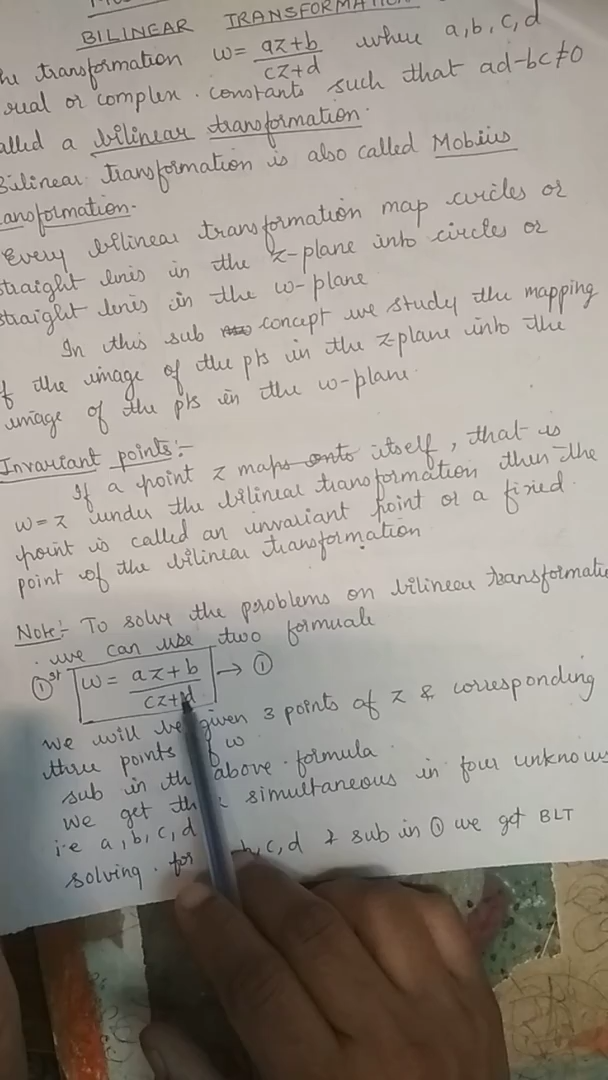 BILINEAR TRANSFORMATION
he transformation w = az+b / cz+d where a, b, c, d
real or complex. constants such that ad-bc≠0
alled a bilinear transformation.
Bilinear transformation is also called Mobius
ansformation.
Every bilinear transformation map circles or
straight lines in the z-plane into circles or
straight lines in the w-plane
In this sub concept we study the mapping
f the image of the pts in the z-plane into the
image of the pts in the w-plane.
Invariant points:-
If a point z maps onto itself, that is
w = z under the bilinear transformation then the
point is called an invariant point or a fixed
point of the bilinear transformation
Note:- To solve the problems on bilinear transformatio
we can use two formuale
①st w = az+b / cz+d → ①
we will be given 3 points of z & corresponding
three points w
sub in th above formula.
We get th simultaneous in four unknows
i.e a, b, c, d
solving. for b, c, d & sub in ① we get BLT